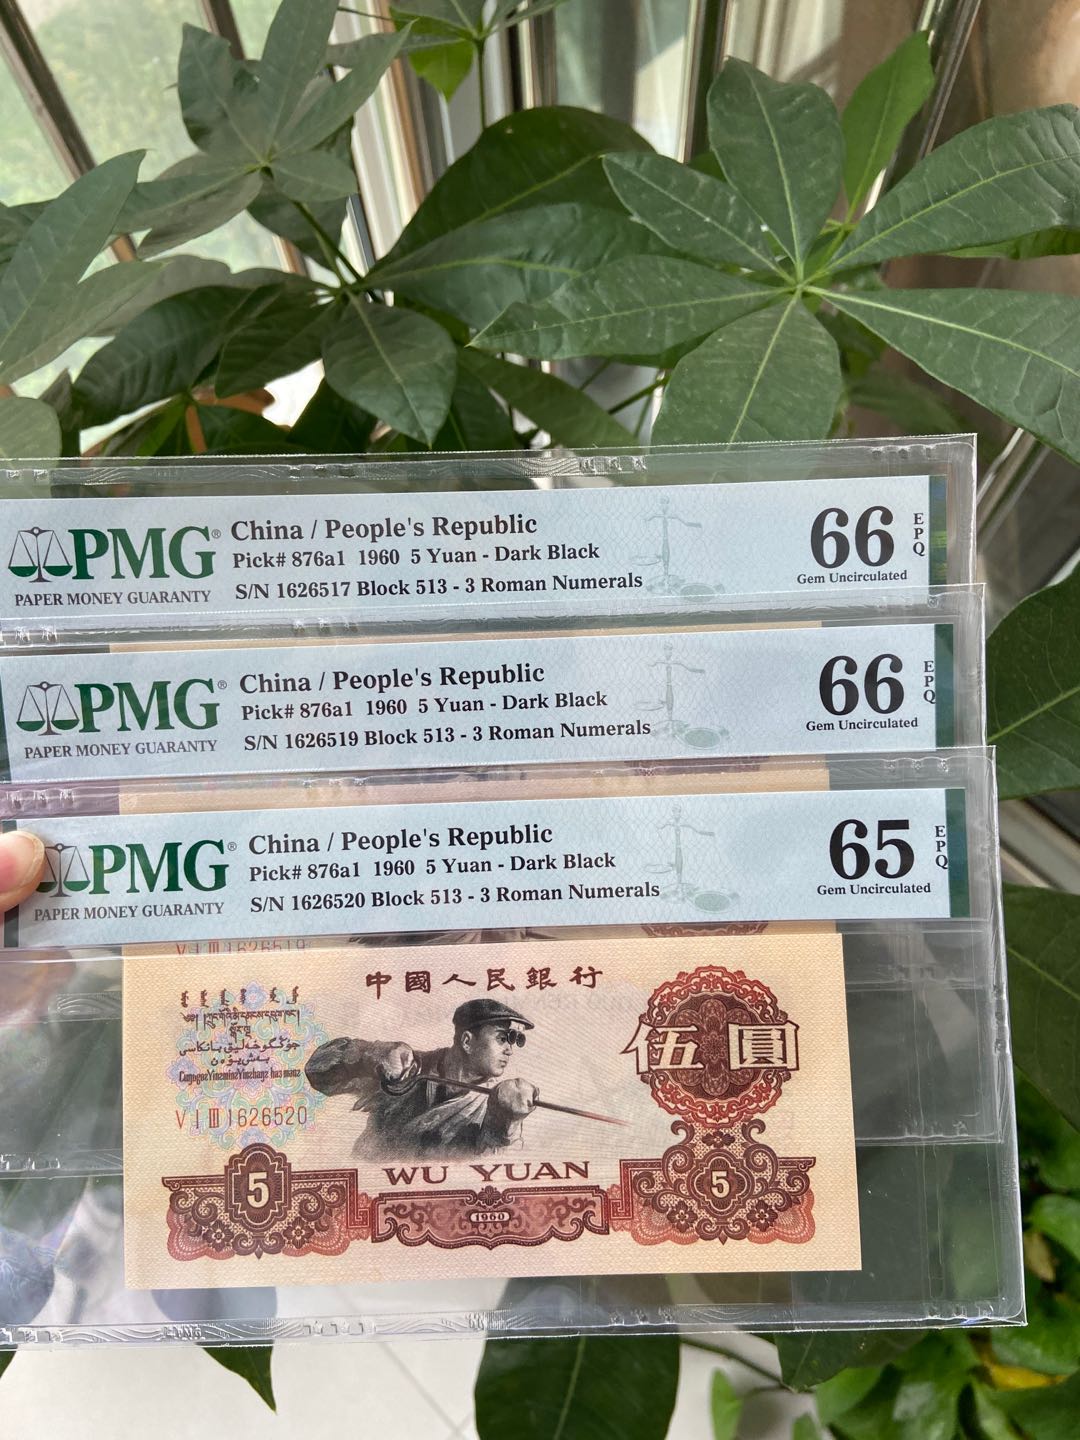 PMG®
PAPER MONEY GUARANTY
China / People's Republic
Pick# 876a1 1960 5 Yuan - Dark Black
S/N 1626517 Block 513 - 3 Roman Numerals
66
EPQ
Gem Uncirculated
PMG®
PAPER MONEY GUARANTY
China / People's Republic
Pick# 876a1 1960 5 Yuan - Dark Black
S/N 1626519 Block 513 - 3 Roman Numerals
66
EPQ
Gem Uncirculated
PMG®
PAPER MONEY GUARANTY
China / People's Republic
Pick# 876a1 1960 5 Yuan - Dark Black
S/N 1626520 Block 513 - 3 Roman Numerals
65
EPQ
Gem Uncirculated
V I III 1626519
中國人民銀行
伍圓
V I III 1626520
WU YUAN
5
1960
5